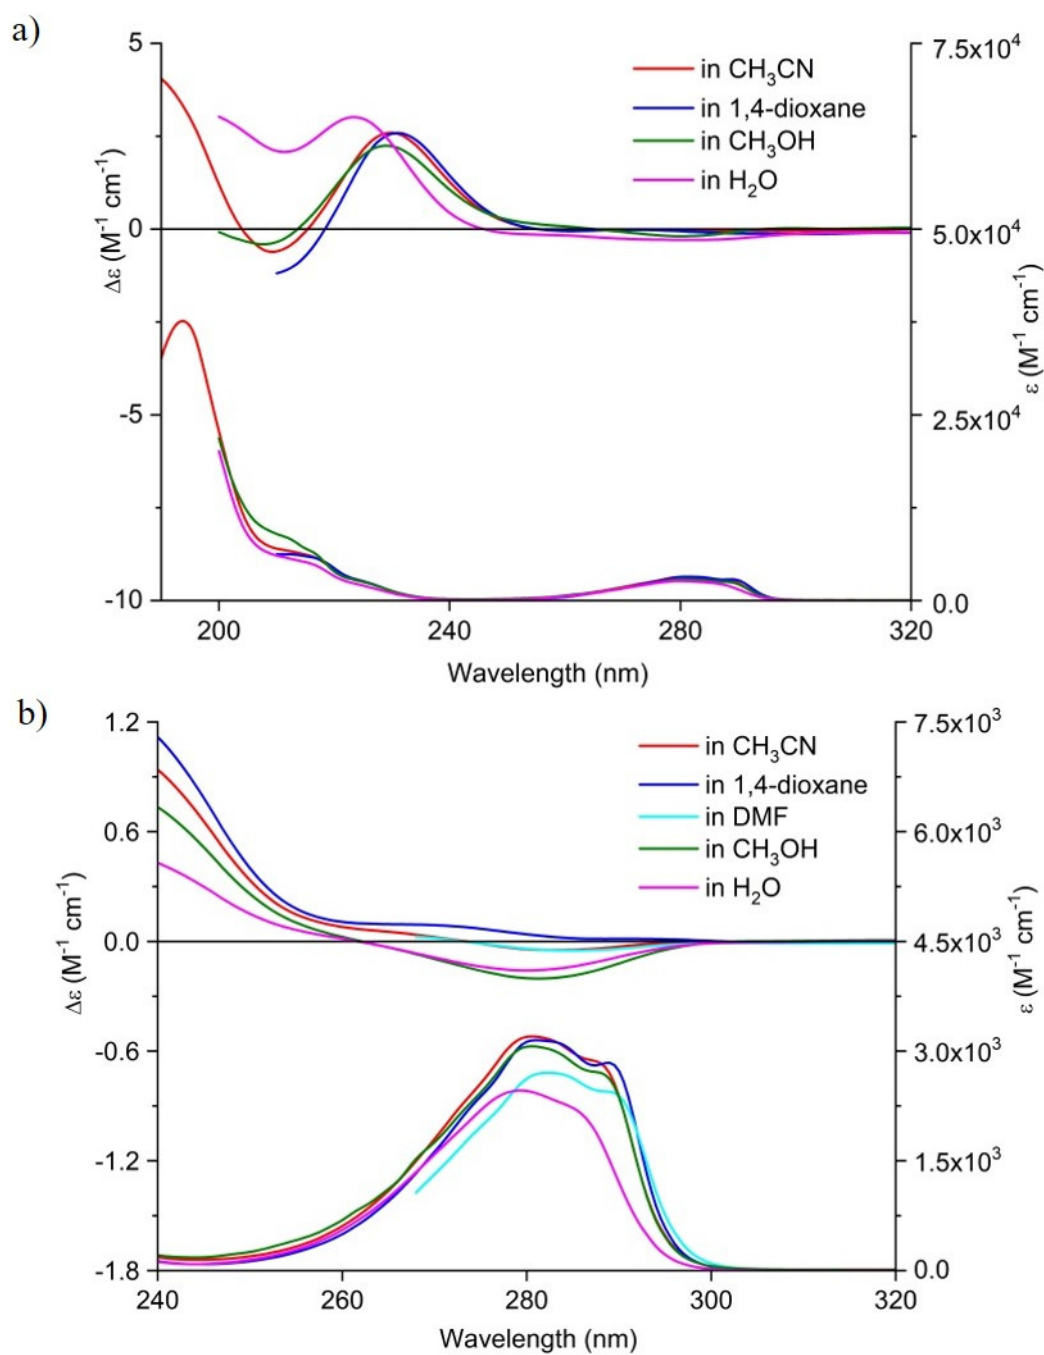 a)
5
0
-5
-10
Δε (M⁻¹ cm⁻¹)
7.5x10⁴
5.0x10⁴
2.5x10⁴
0.0
ε (M⁻¹ cm⁻¹)
in CH₃CN
in 1,4-dioxane
in CH₃OH
in H₂O
200 240 280 320
Wavelength (nm)
b)
1.2
0.6
0.0
-0.6
-1.2
-1.8
Δε (M⁻¹ cm⁻¹)
7.5x10³
6.0x10³
4.5x10³
3.0x10³
1.5x10³
0.0
ε (M⁻¹ cm⁻¹)
in CH₃CN
in 1,4-dioxane
in DMF
in CH₃OH
in H₂O
240 260 280 300 320
Wavelength (nm)